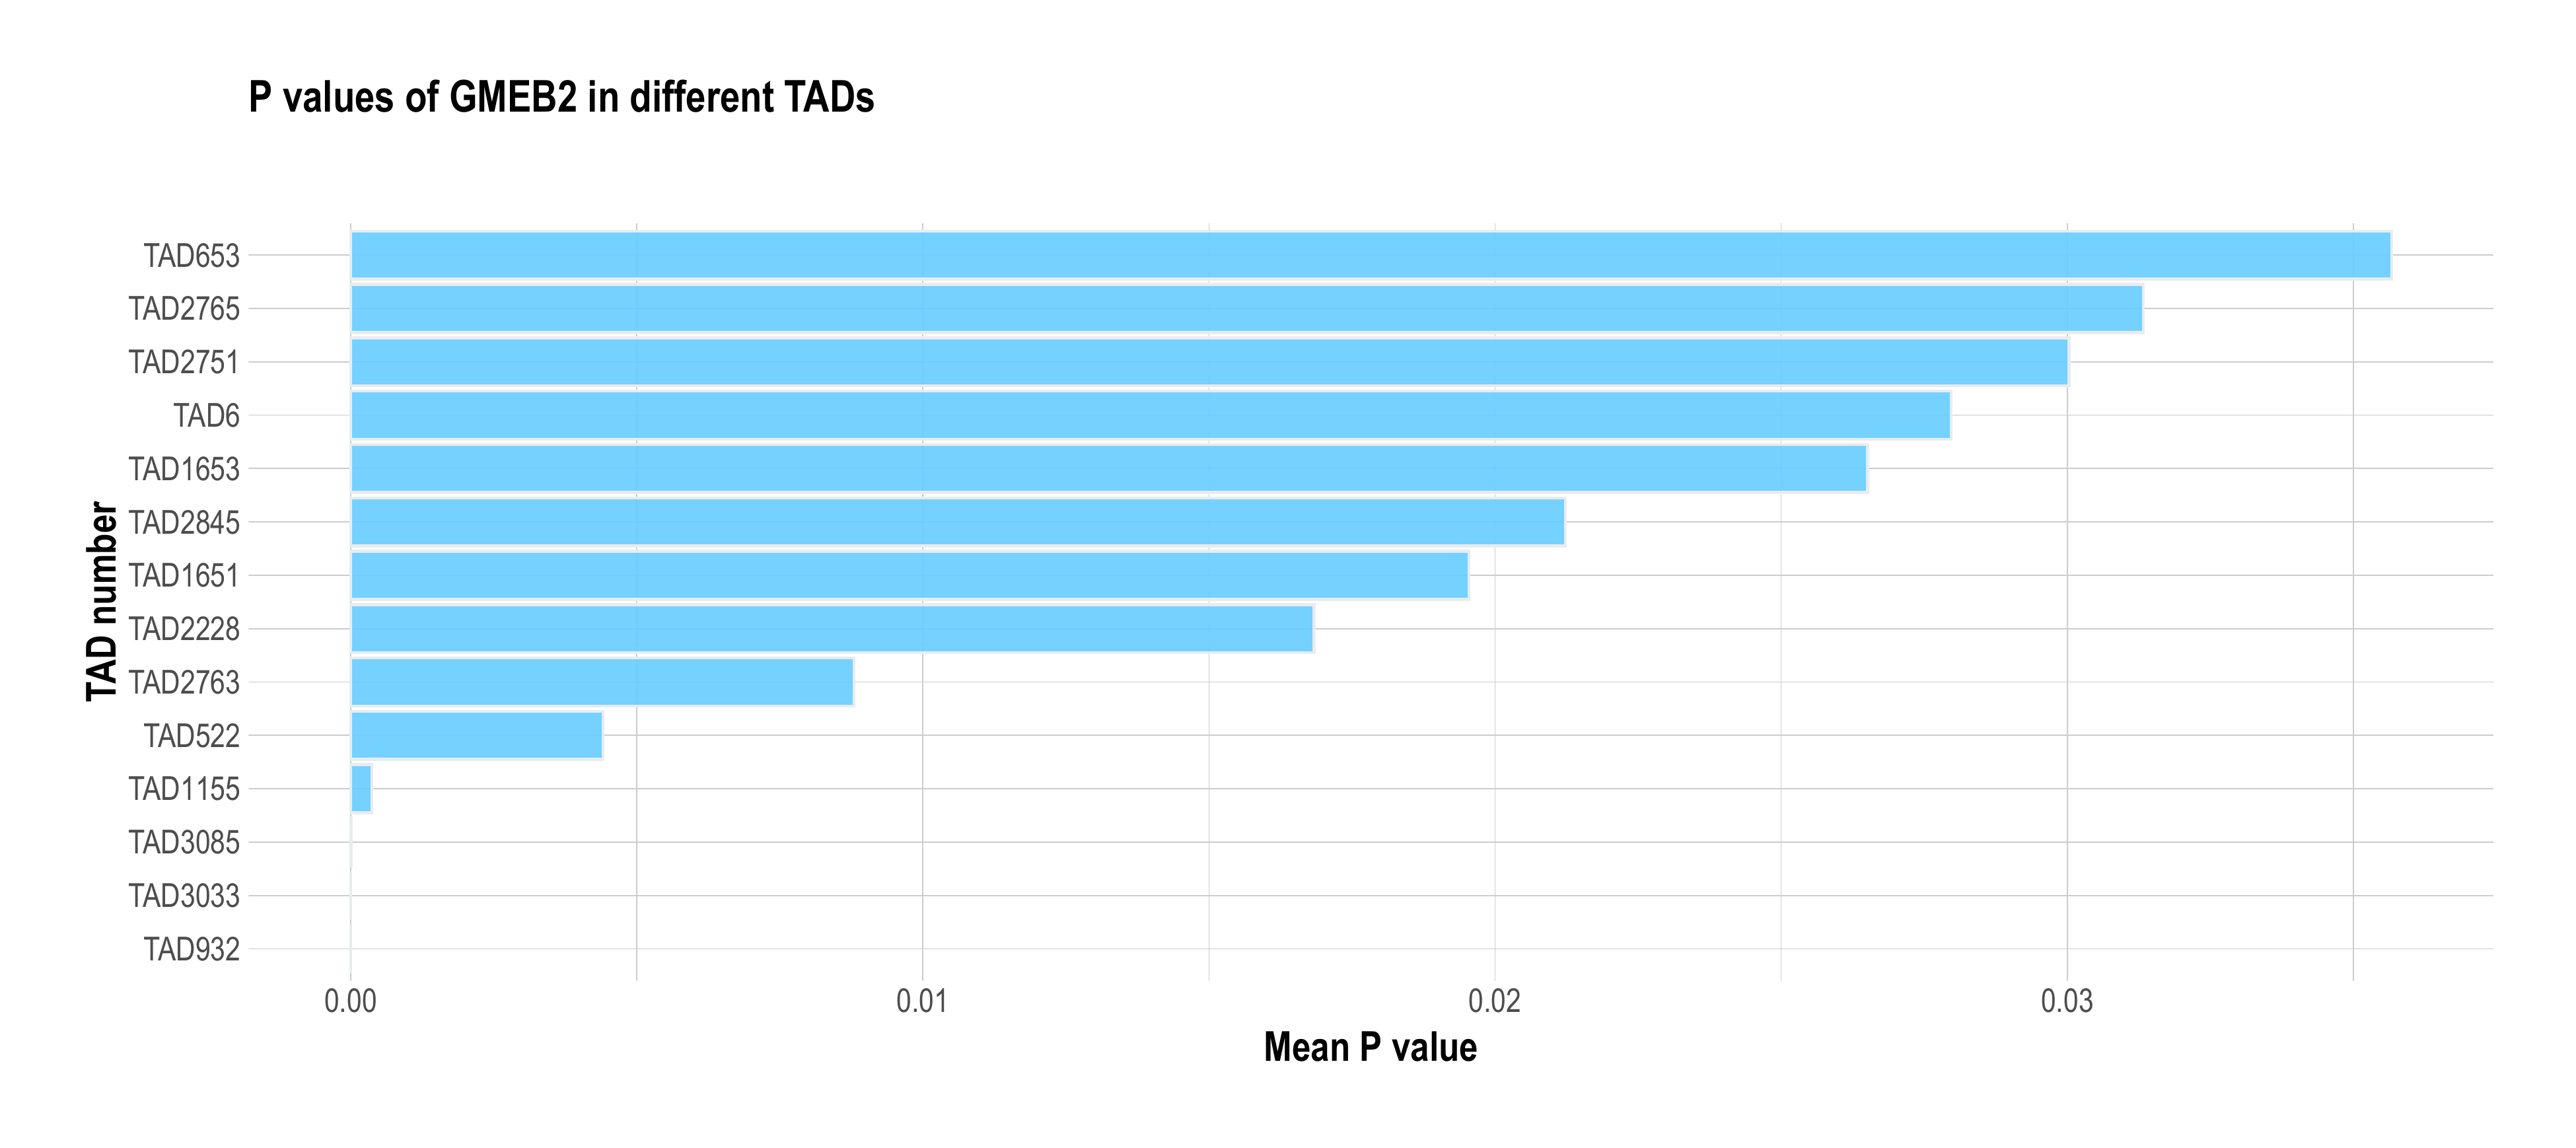 P values of GMEB2 in different TADs
TAD number
TAD653
TAD2765
TAD2751
TAD6
TAD1653
TAD2845
TAD1651
TAD2228
TAD2763
TAD522
TAD1155
TAD3085
TAD3033
TAD932
0.00 0.01 0.02 0.03
Mean P value